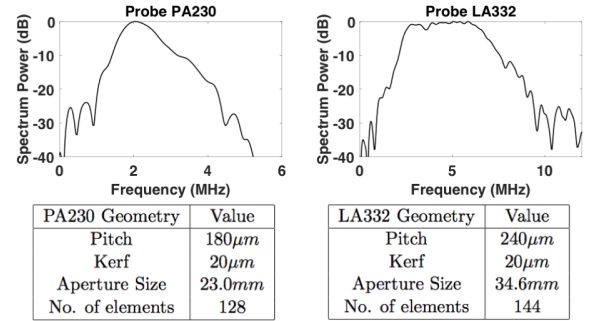 Probe PA230
Spectrum Power (dB)
0
-10
-20
-30
-40
0 2 4 6
Frequency (MHz)
Probe LA332
Spectrum Power (dB)
0
-10
-20
-30
-40
0 5 10
Frequency (MHz)
PA230 Geometry Value
Pitch 180μm
Kerf 20μm
Aperture Size 23.0mm
No. of elements 128
LA332 Geometry Value
Pitch 240μm
Kerf 20μm
Aperture Size 34.6mm
No. of elements 144